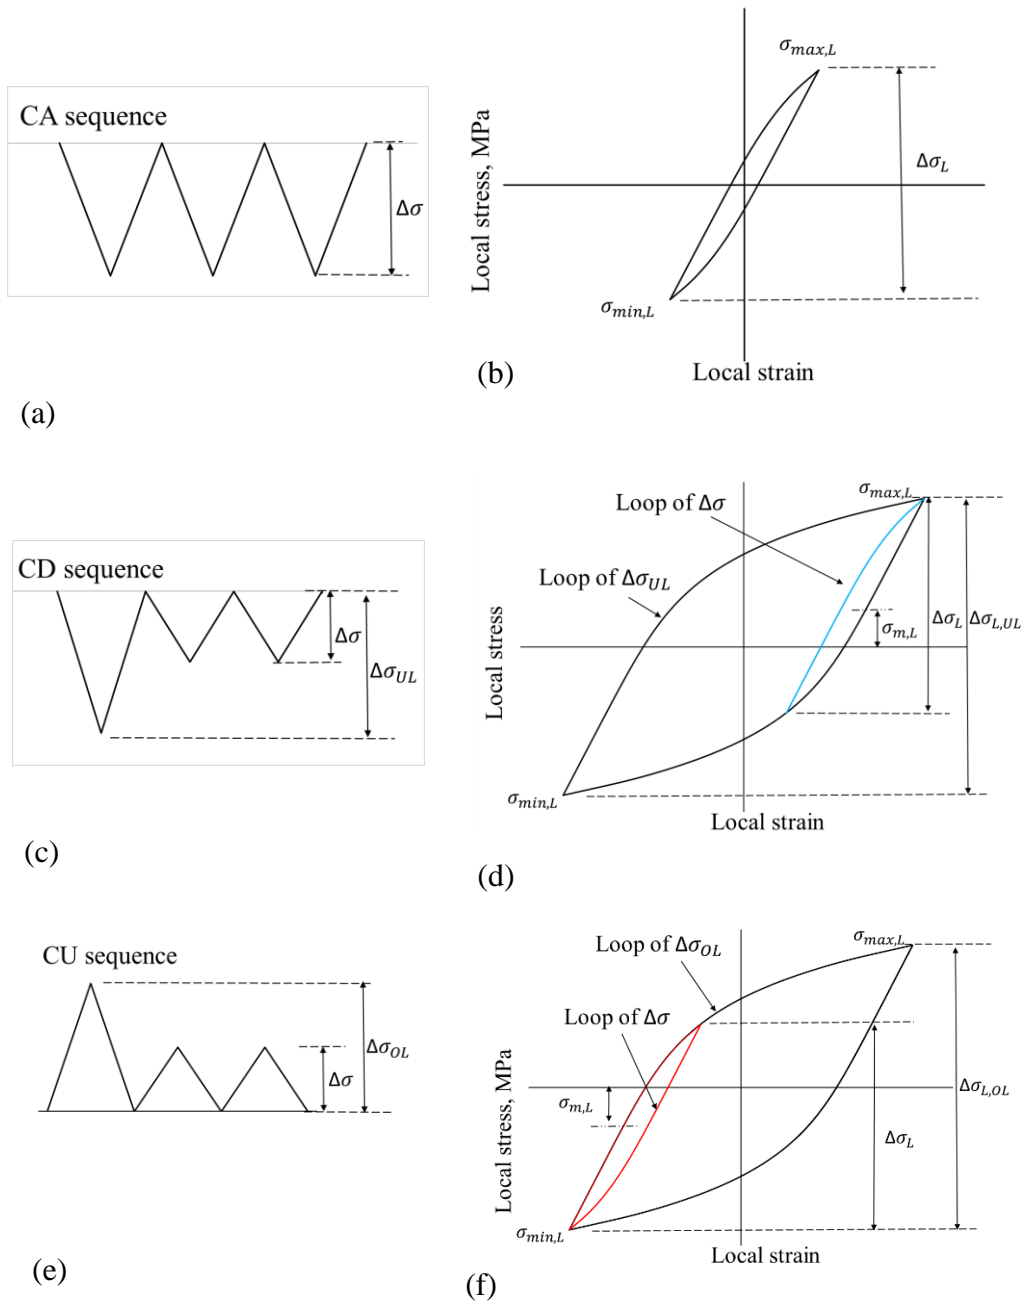 CA sequence
Δσ
(a)
σmax,L
Local stress, MPa
ΔσL
σmin,L
Local strain
(b)
CD sequence
Δσ
ΔσUL
(c)
σmax,L
Loop of Δσ
Loop of ΔσUL
Local stress
σm,L
ΔσL
ΔσL,UL
σmin,L
Local strain
(d)
CU sequence
ΔσOL
Δσ
(e)
σmax,L
Loop of ΔσOL
Loop of Δσ
Local stress, MPa
σm,L
ΔσL,OL
ΔσL
σmin,L
Local strain
(f)